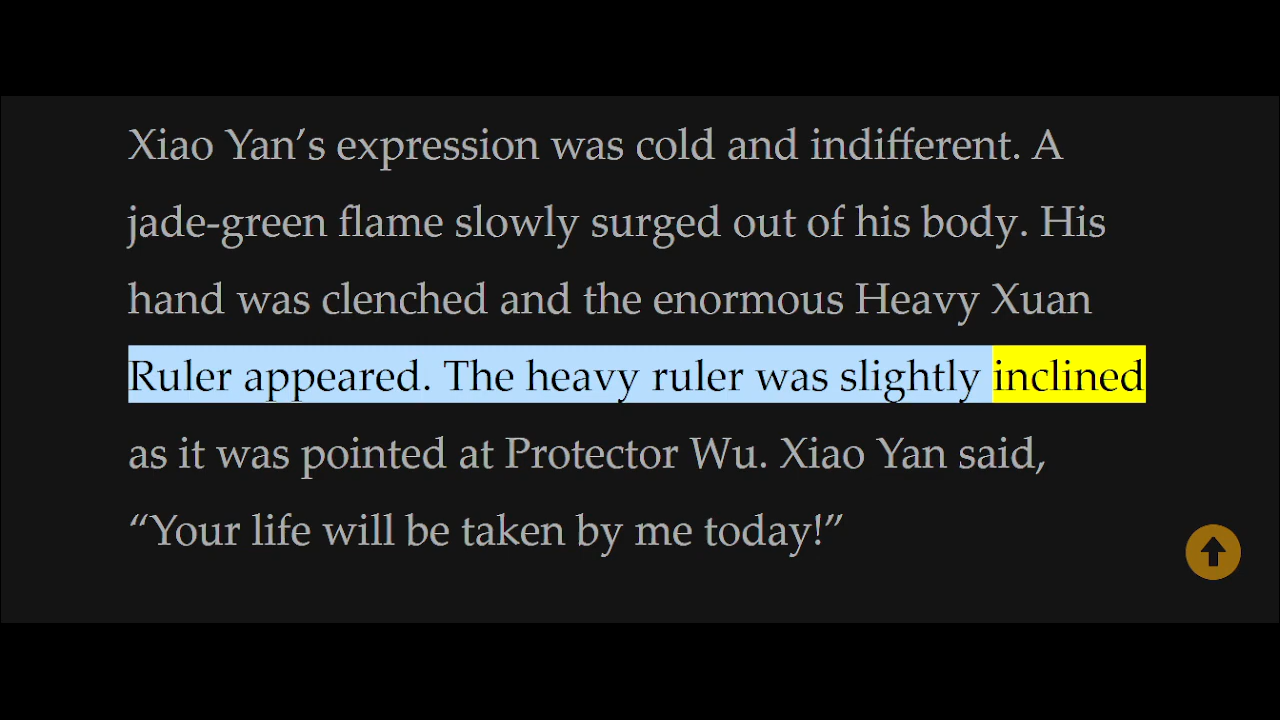 Xiao Yan’s expression was cold and indifferent. A
jade-green flame slowly surged out of his body. His
hand was clenched and the enormous Heavy Xuan
Ruler appeared. The heavy ruler was slightly inclined
as it was pointed at Protector Wu. Xiao Yan said,
“Your life will be taken by me today!”